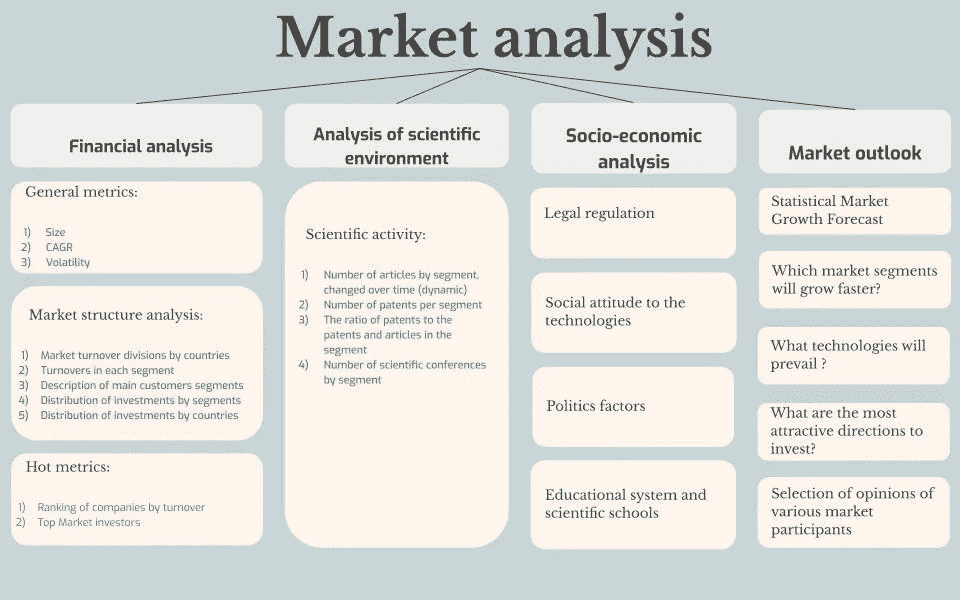 Market analysis
Financial analysis
General metrics:
1) Size
2) CAGR
3) Volatility
Market structure analysis:
1) Market turnover divisions by countries
2) Turnovers in each segment
3) Description of main customers segments
4) Distribution of investments by segments
5) Distribution of investments by countries
Hot metrics:
1) Ranking of companies by turnover
2) Top Market investors
Analysis of scientific
environment
Scientific activity:
1) Number of articles by segment,
changed over time (dynamic)
2) Number of patents per segment
3) The ratio of patents to the
patents and articles in the
segment
4) Number of scientific conferences
by segment
Socio-economic
analysis
Legal regulation
Social attitude to the
technologies
Politics factors
Educational system and
scientific schools
Market outlook
Statistical Market
Growth Forecast
Which market segments
will grow faster?
What technologies will
prevail ?
What are the most
attractive directions to
invest?
Selection of opinions of
various market
participants